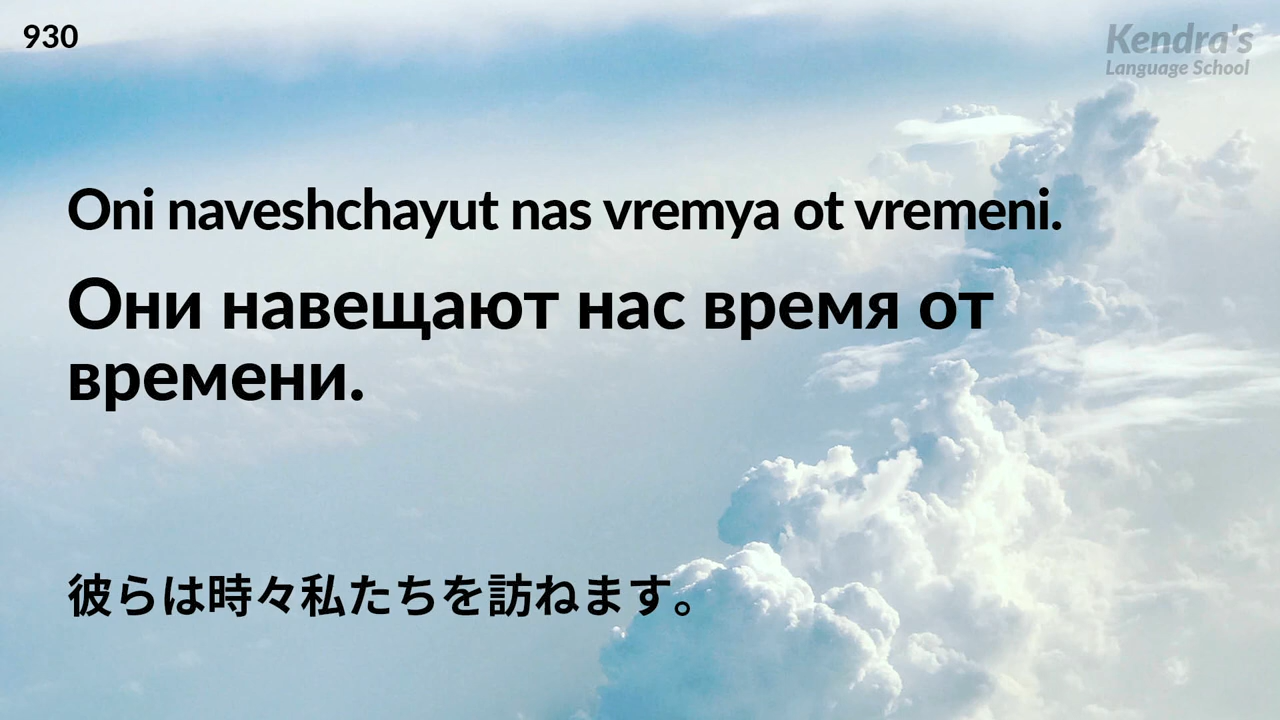 930
Kendra's
Language School
Oni naveshchayut nas vremya ot vremeni.
Они навещают нас время от
времени.
彼らは時々私たちを訪ねます。